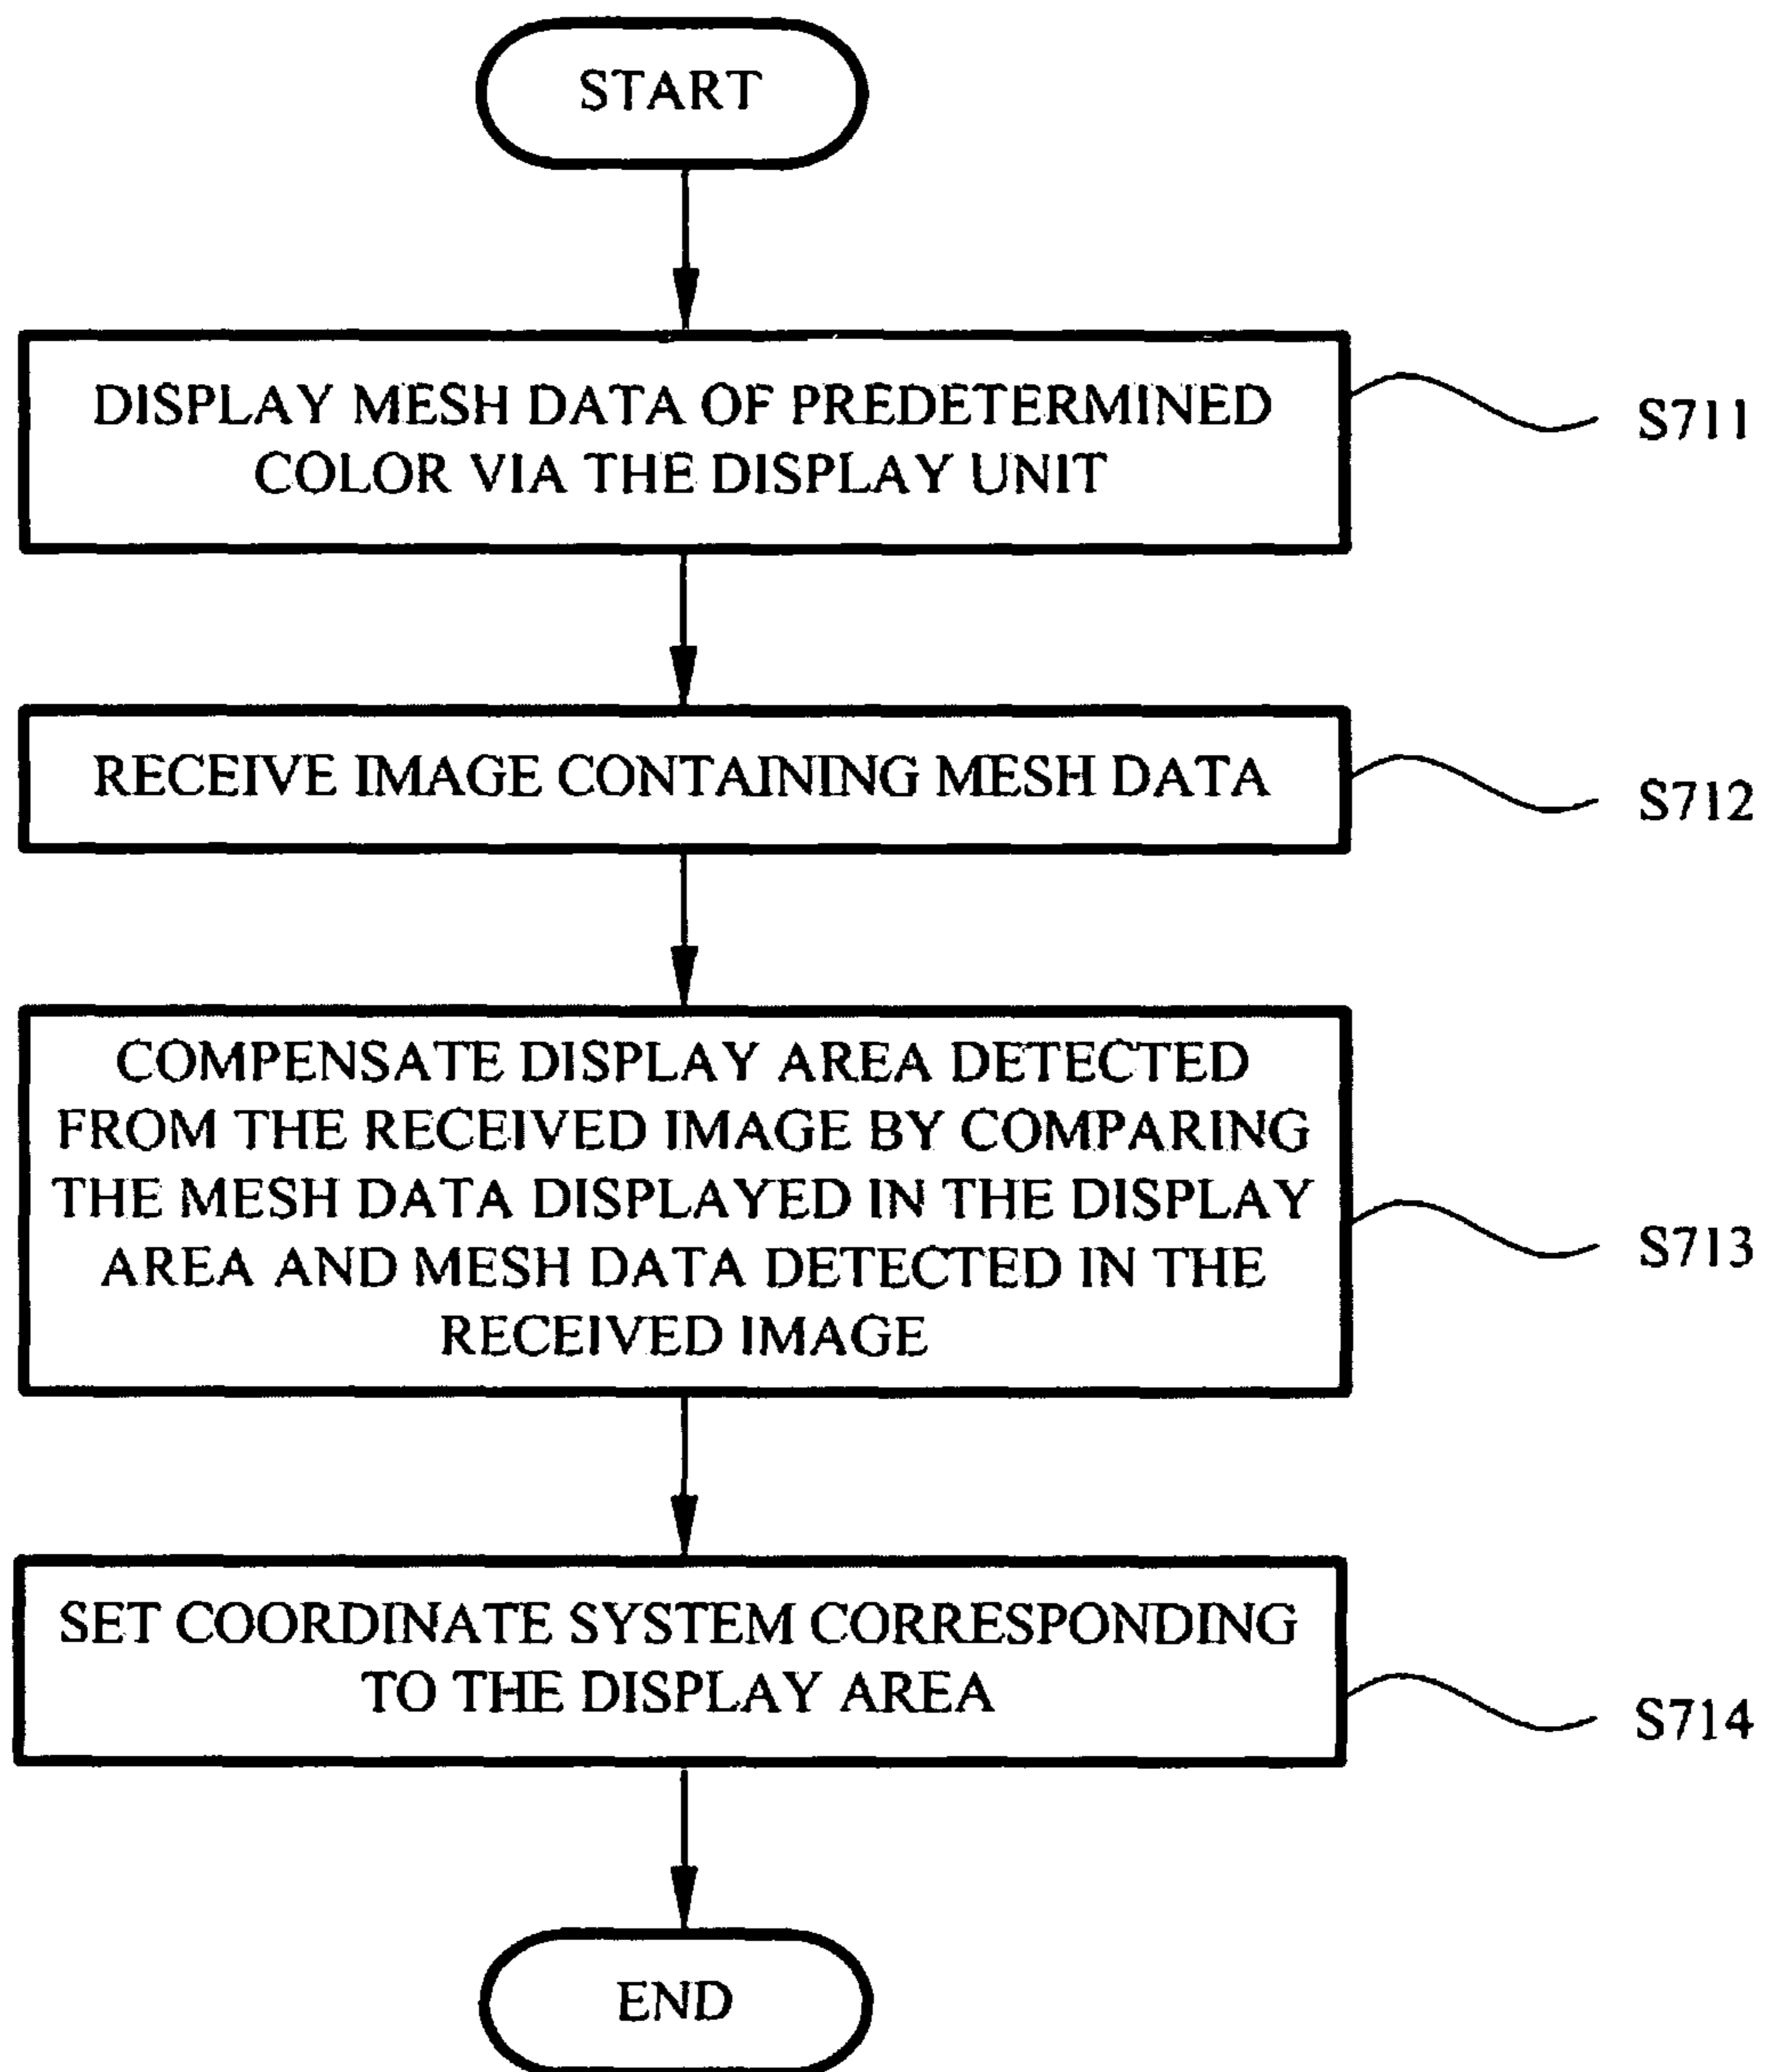 START
DISPLAY MESH DATA OF PREDETERMINED
COLOR VIA THE DISPLAY UNIT
S711
RECEIVE IMAGE CONTAINING MESH DATA
S712
COMPENSATE DISPLAY AREA DETECTED
FROM THE RECEIVED IMAGE BY COMPARING
THE MESH DATA DISPLAYED IN THE DISPLAY
AREA AND MESH DATA DETECTED IN THE
RECEIVED IMAGE
S713
SET COORDINATE SYSTEM CORRESPONDING
TO THE DISPLAY AREA
S714
END